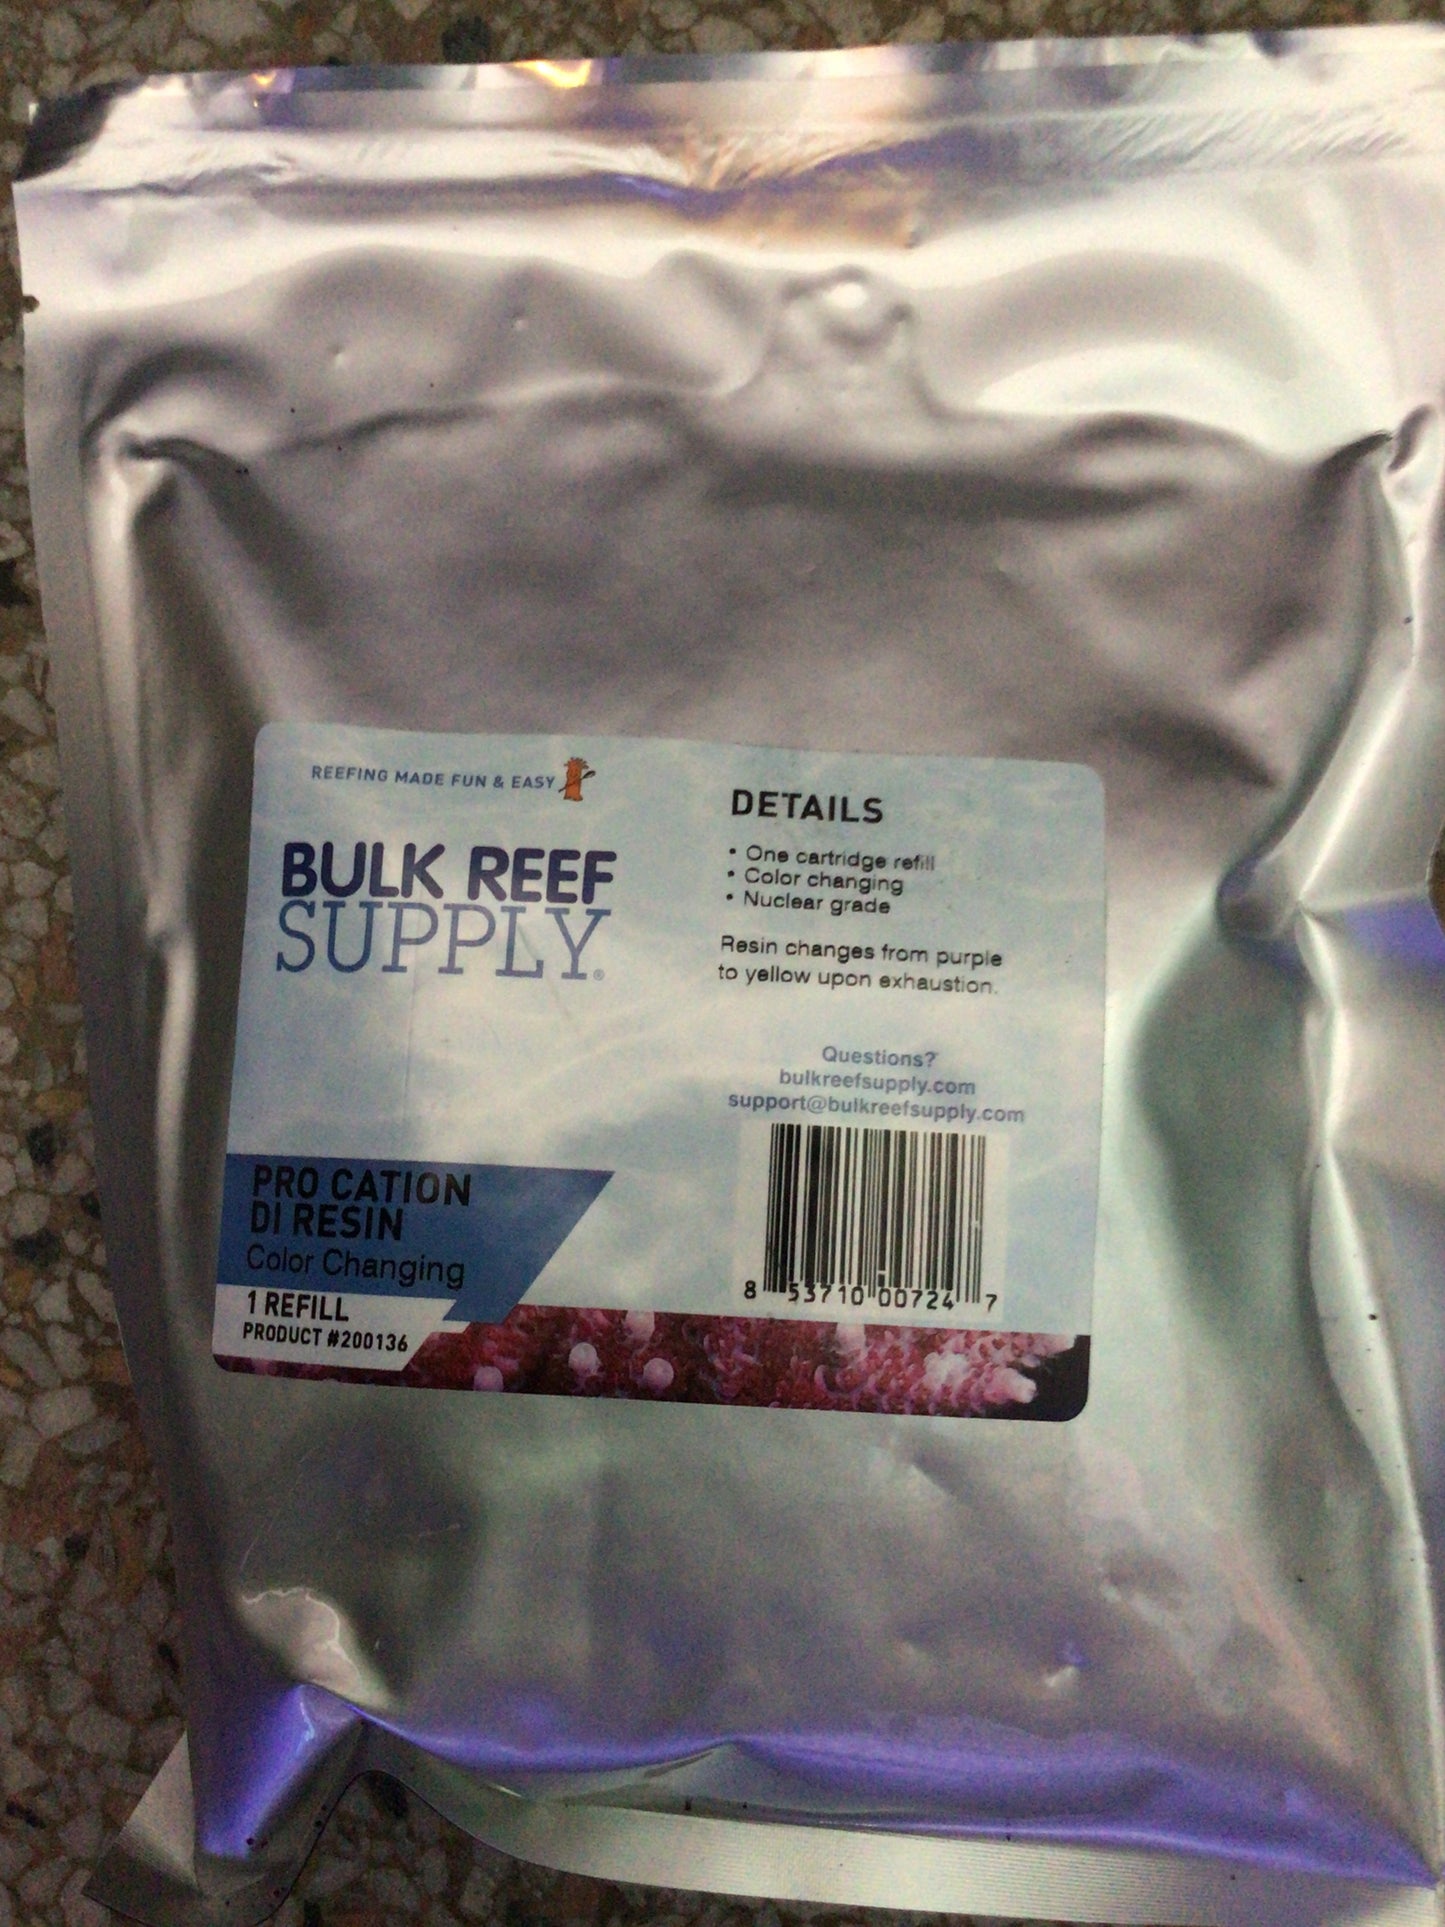 REEFING MADE FUN & EASY
BULK REEF
SUPPLY®
PRO CATION
DI RESIN
Color Changing
1 REFILL
PRODUCT #200136
DETAILS
• One cartridge refill
• Color changing
• Nuclear grade
Resin changes from purple
to yellow upon exhaustion.
Questions?
bulkreefsupply.com
support@bulkreefsupply.com
8 53710 00724 7